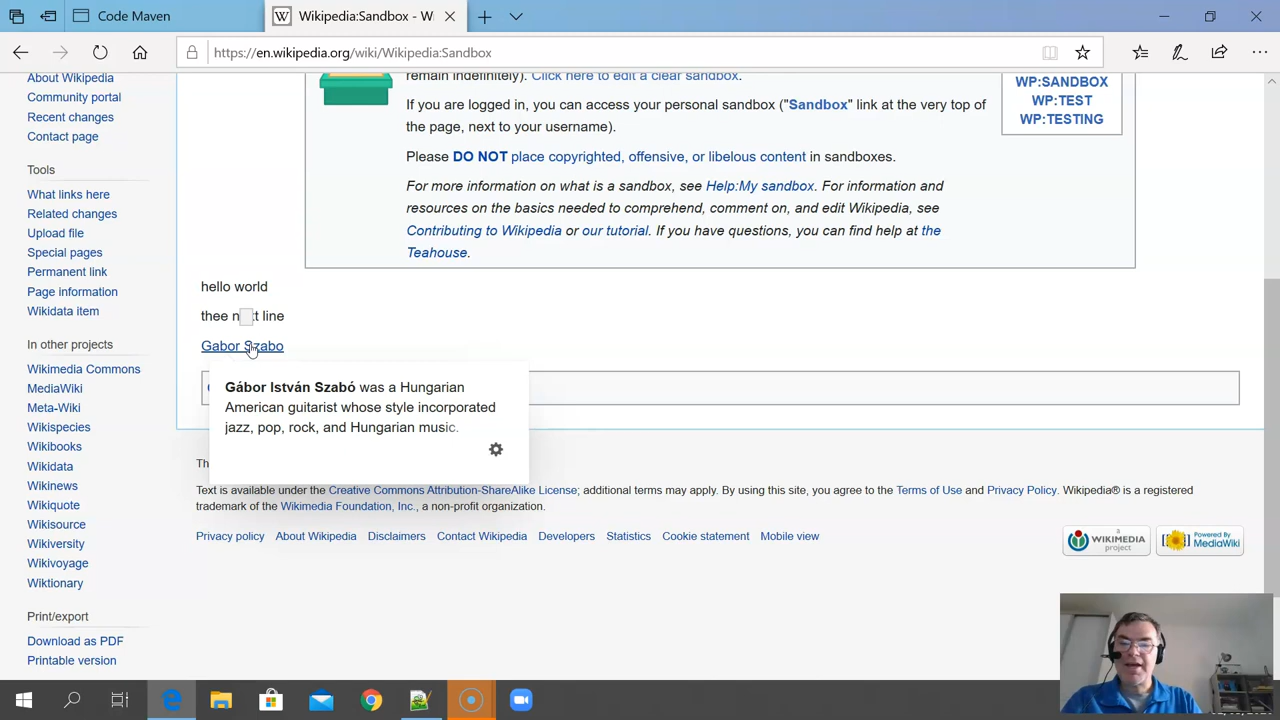 Code Maven
Wikipedia:Sandbox - W
https://en.wikipedia.org/wiki/Wikipedia:Sandbox
About Wikipedia
Community portal
Recent changes
Contact page
Tools
What links here
Related changes
Upload file
Special pages
Permanent link
Page information
Wikidata item
In other projects
Wikimedia Commons
MediaWiki
Meta-Wiki
Wikispecies
Wikibooks
Wikidata
Wikinews
Wikiquote
Wikisource
Wikiversity
Wikivoyage
Wiktionary
Print/export
Download as PDF
Printable version
remain indefinitely). Click here to edit a clear sandbox.
If you are logged in, you can access your personal sandbox ("Sandbox" link at the very top of
the page, next to your username).
Please DO NOT place copyrighted, offensive, or libelous content in sandboxes.
For more information on what is a sandbox, see Help:My sandbox. For information and
resources on the basics needed to comprehend, comment on, and edit Wikipedia, see
Contributing to Wikipedia or our tutorial. If you have questions, you can find help at the
Teahouse.
WP:SANDBOX
WP:TEST
WP:TESTING
hello world
thee line
Gabor Szabo
Gábor István Szabó was a Hungarian
American guitarist whose style incorporated
jazz, pop, rock, and Hungarian music.
Text is available under the Creative Commons Attribution-ShareAlike License; additional terms may apply. By using this site, you agree to the Terms of Use and Privacy Policy. Wikipedia® is a registered
trademark of the Wikimedia Foundation, Inc., a non-profit organization.
Privacy policy About Wikipedia Disclaimers Contact Wikipedia Developers Statistics Cookie statement Mobile view
a
WIKIMEDIA
project
Powered By
MediaWiki